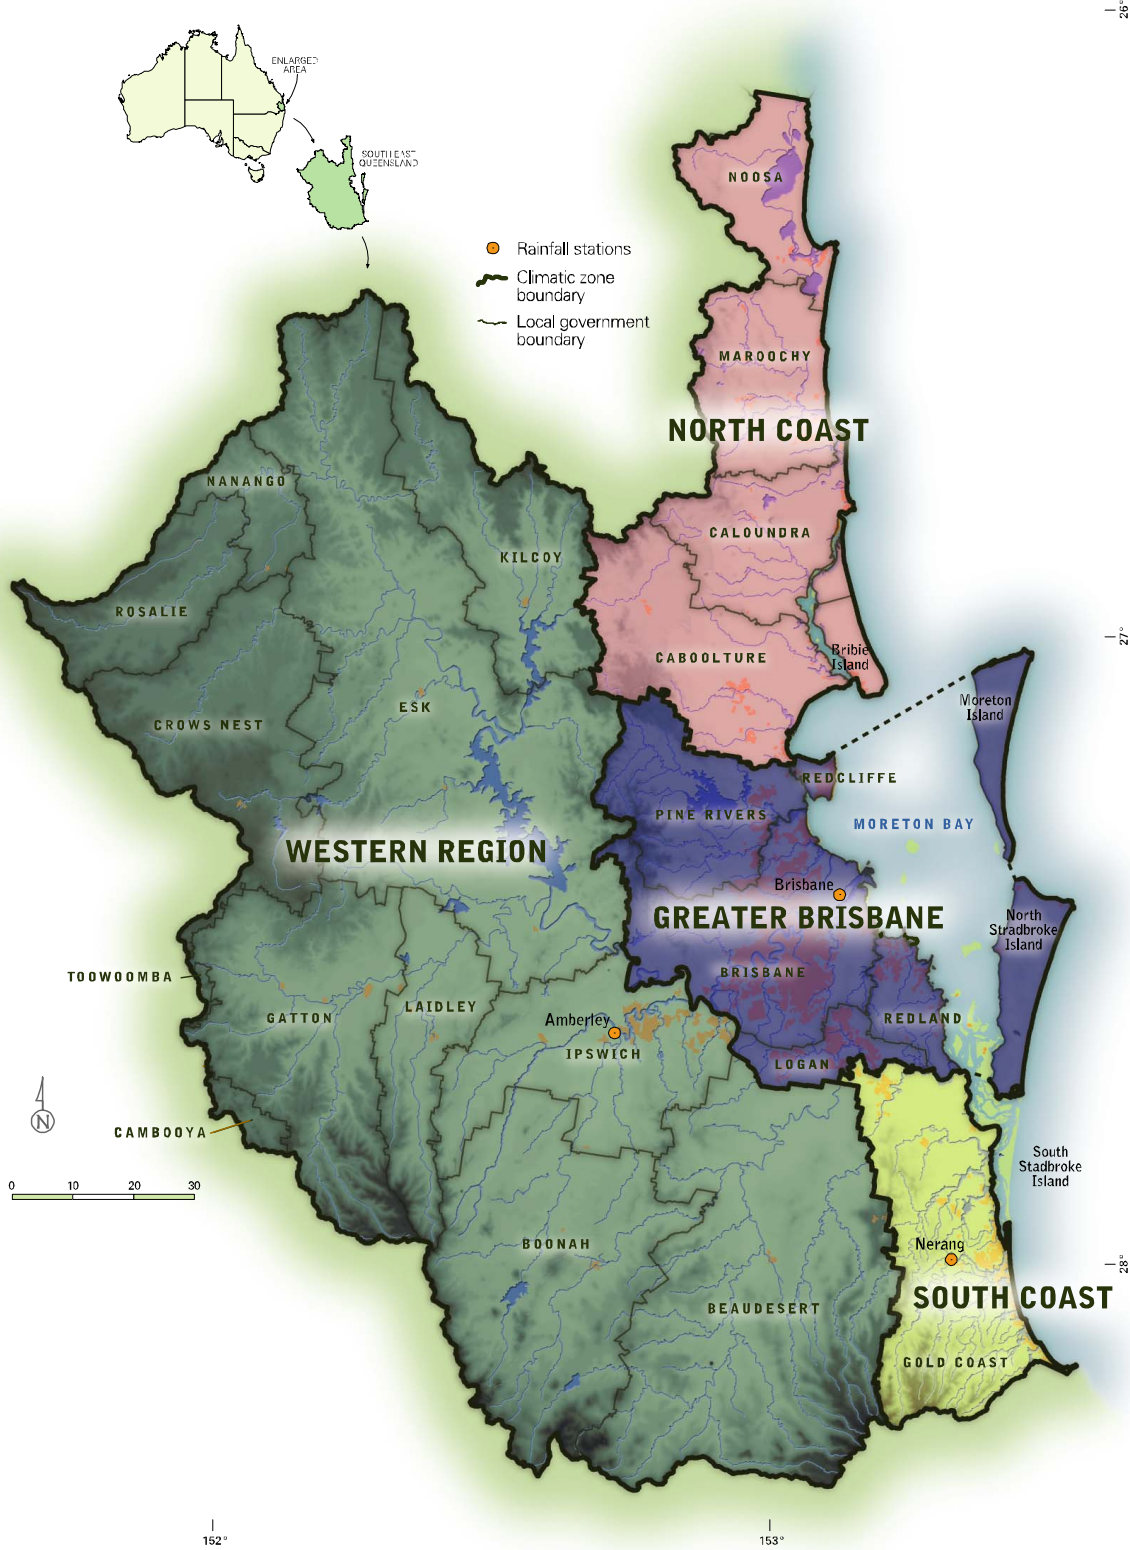 26°
ENLARGED
AREA
SOUTH EAST
QUEENSLAND
Rainfall stations
Climatic zone
boundary
Local government
boundary
NOOSA
MAROOCHY
NORTH COAST
NANANGO
CALOUNDRA
KILCOY
ROSALIE
27°
Bribie
Island
CABOOLTURE
ESK
Moreton
Island
CROWS NEST
REDCLIFFE
PINE RIVERS
MORETON BAY
WESTERN REGION
Brisbane
GREATER BRISBANE
North
Stradbroke
Island
TOOWOOMBA
BRISBANE
LAIDLEY
GATTON
Amberley
REDLAND
IPSWICH
LOGAN
N
CAMBOOYA
South
Stadbroke
Island
0 10 20 30
BOONAH
Nerang
28°
SOUTH COAST
BEAUDESERT
GOLD COAST
152°
153°